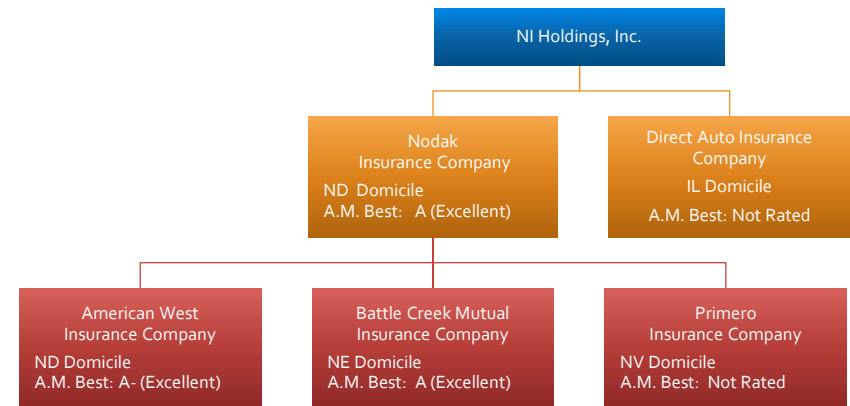 NI Holdings, Inc.
Nodak
Insurance Company
ND Domicile
A.M. Best: A (Excellent)
Direct Auto Insurance
Company
IL Domicile
A.M. Best: Not Rated
American West
Insurance Company
ND Domicile
A.M. Best: A- (Excellent)
Battle Creek Mutual
Insurance Company
NE Domicile
A.M. Best: A (Excellent)
Primero
Insurance Company
NV Domicile
A.M. Best: Not Rated